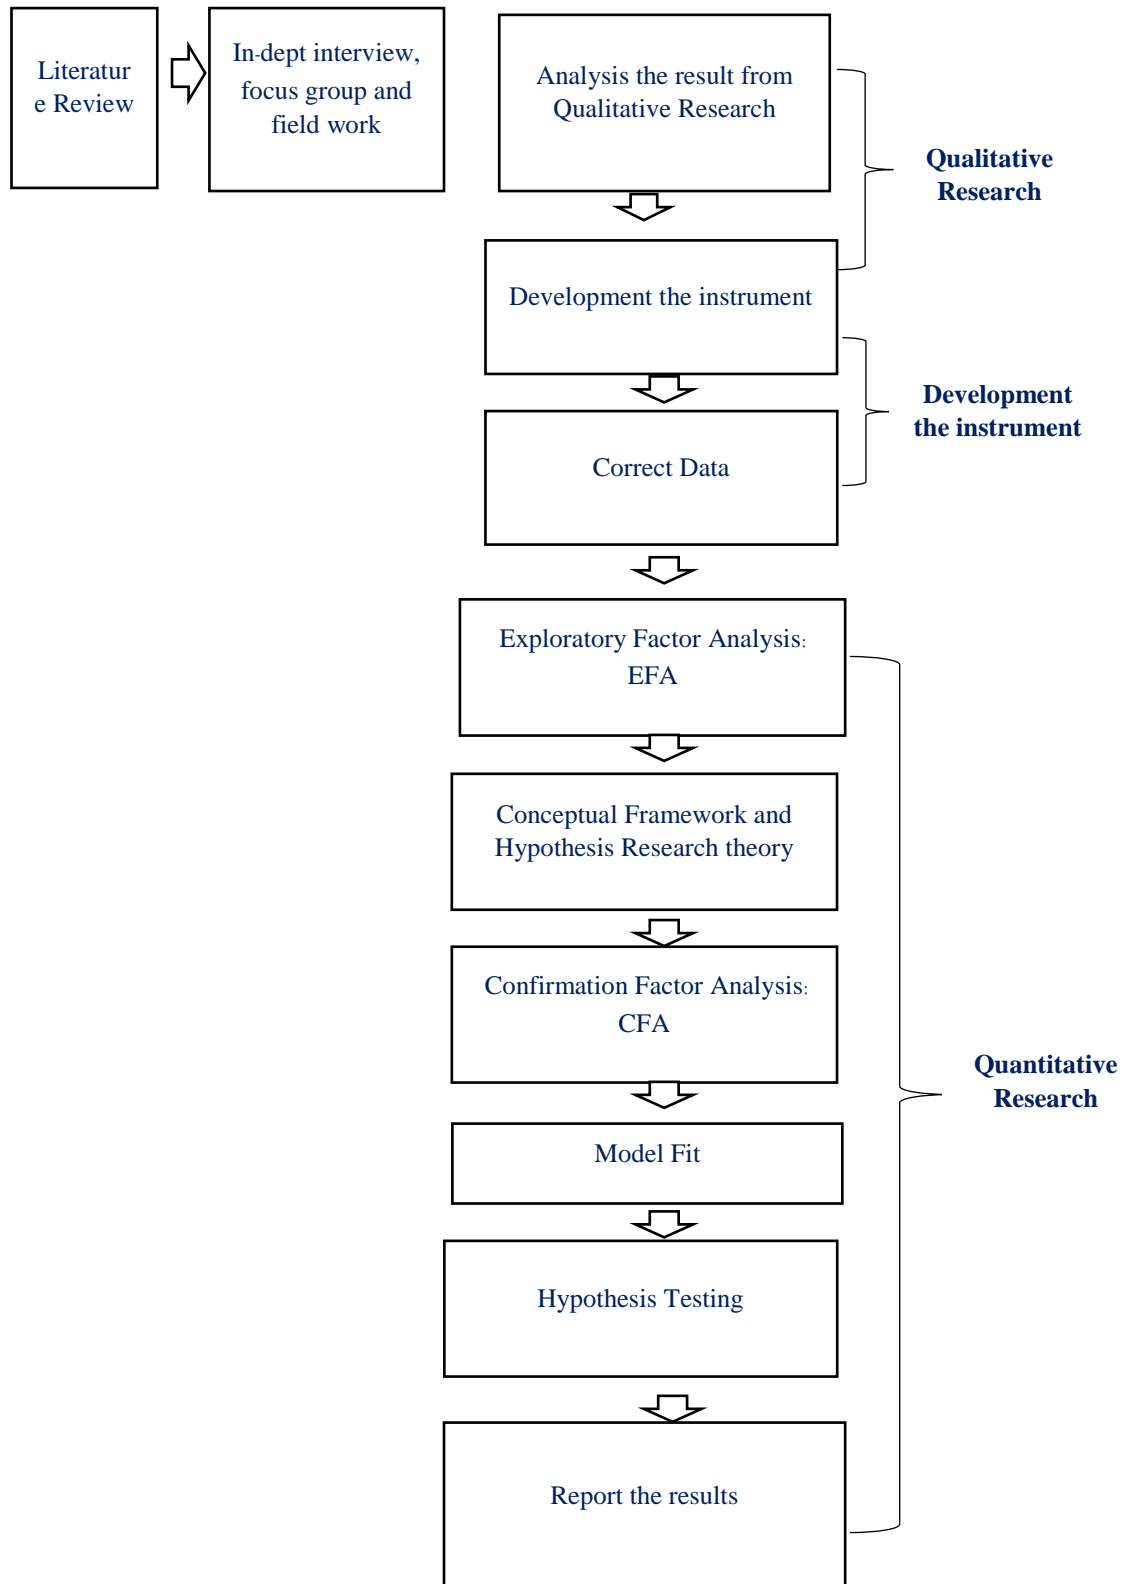 Literatur
e Review
In-dept interview,
focus group and
field work
Analysis the result from
Qualitative Research
Qualitative
Research
Development the instrument
Development
the instrument
Correct Data
Exploratory Factor Analysis:
EFA
Conceptual Framework and
Hypothesis Research theory
Confirmation Factor Analysis:
CFA
Quantitative
Research
Model Fit
Hypothesis Testing
Report the results